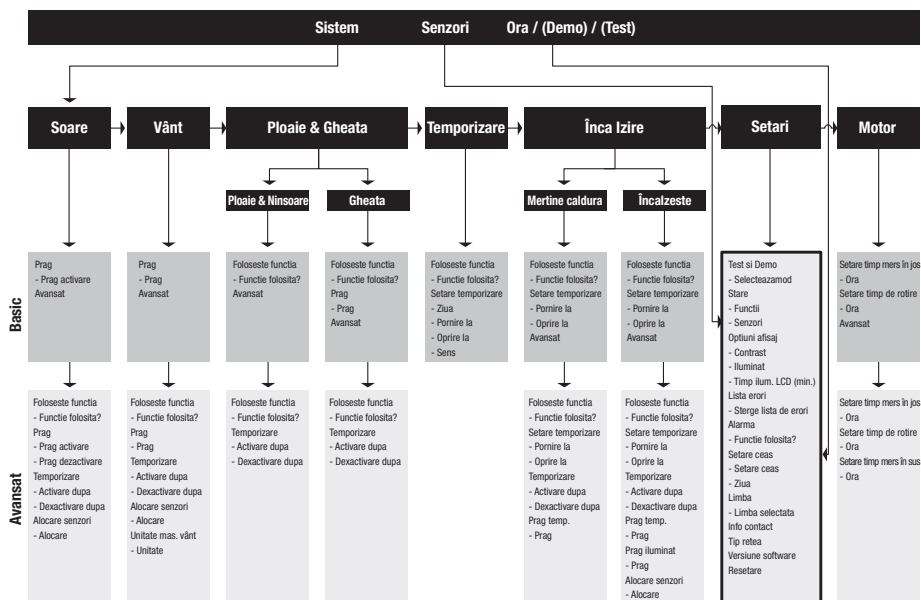 Sistem Senzori Ora / (Demo) / (Test)
Soare Vânt Ploaie & Gheata Temporizare Înca Izire Setari Motor
Ploaie & Ninsoare Gheata Mertine caldura Încalzeste
Basic
Prag
- Prag activare
Avansat
Prag
- Prag
Avansat
Foloseste functia
- Functie folosita?
Avansat
Foloseste functia
- Functie folosita?
Prag
- Prag
Avansat
Foloseste functia
- Functie folosita?
Setare temporizare
- Ziua
- Pornire la
- Oprire la
- Sens
Foloseste functia
- Functie folosita?
Setare temporizare
- Pornire la
- Oprire la
Avansat
Foloseste functia
- Functie folosita?
Setare temporizare
- Pornire la
- Oprire la
Avansat
Test si Demo
- Selecteazamod
Stare
- Functii
- Senzori
Optiuni afisaj
- Contrast
- Iluminat
- Timp ilum. LCD (min.)
Lista erori
- Sterge lista de erori
Alarma
- Functie folosita?
Setare ceas
- Setare ceas
- Ziua
Limba
- Limba selectata
Info contact
Tip retea
Versiune software
Resetare
Setare timp mers în jos
- Ora
Setare timp de rotire
- Ora
Avansat
Avansat
Foloseste functia
- Functie folosita?
Prag
- Prag activare
- Prag dezactivare
Temporizare
- Activare dupa
- Dexactivare dupa
Alocare senzori
- Alocare
Foloseste functia
- Functie folosita?
Prag
- Prag
Temporizare
- Activare dupa
- Dexactivare dupa
Alocare senzori
- Alocare
Unitate mas. vânt
- Unitate
Foloseste functia
- Functie folosita?
Temporizare
- Activare dupa
- Dexactivare dupa
Foloseste functia
- Functie folosita?
Temporizare
- Activare dupa
- Dexactivare dupa
Foloseste functia
- Functie folosita?
Setare temporizare
- Pornire la
- Oprire la
Temporizare
- Activare dupa
- Dexactivare dupa
Prag temp.
- Prag
Foloseste functia
- Functie folosita?
Setare temporizare
- Pornire la
- Oprire la
Temporizare
- Activare dupa
- Dexactivare dupa
Prag temp.
- Prag
Prag iluminat
- Prag
Alocare senzori
- Alocare
Setare timp mers în jos
- Ora
Setare timp de rotire
- Ora
Setare timp mers în sus
- Ora